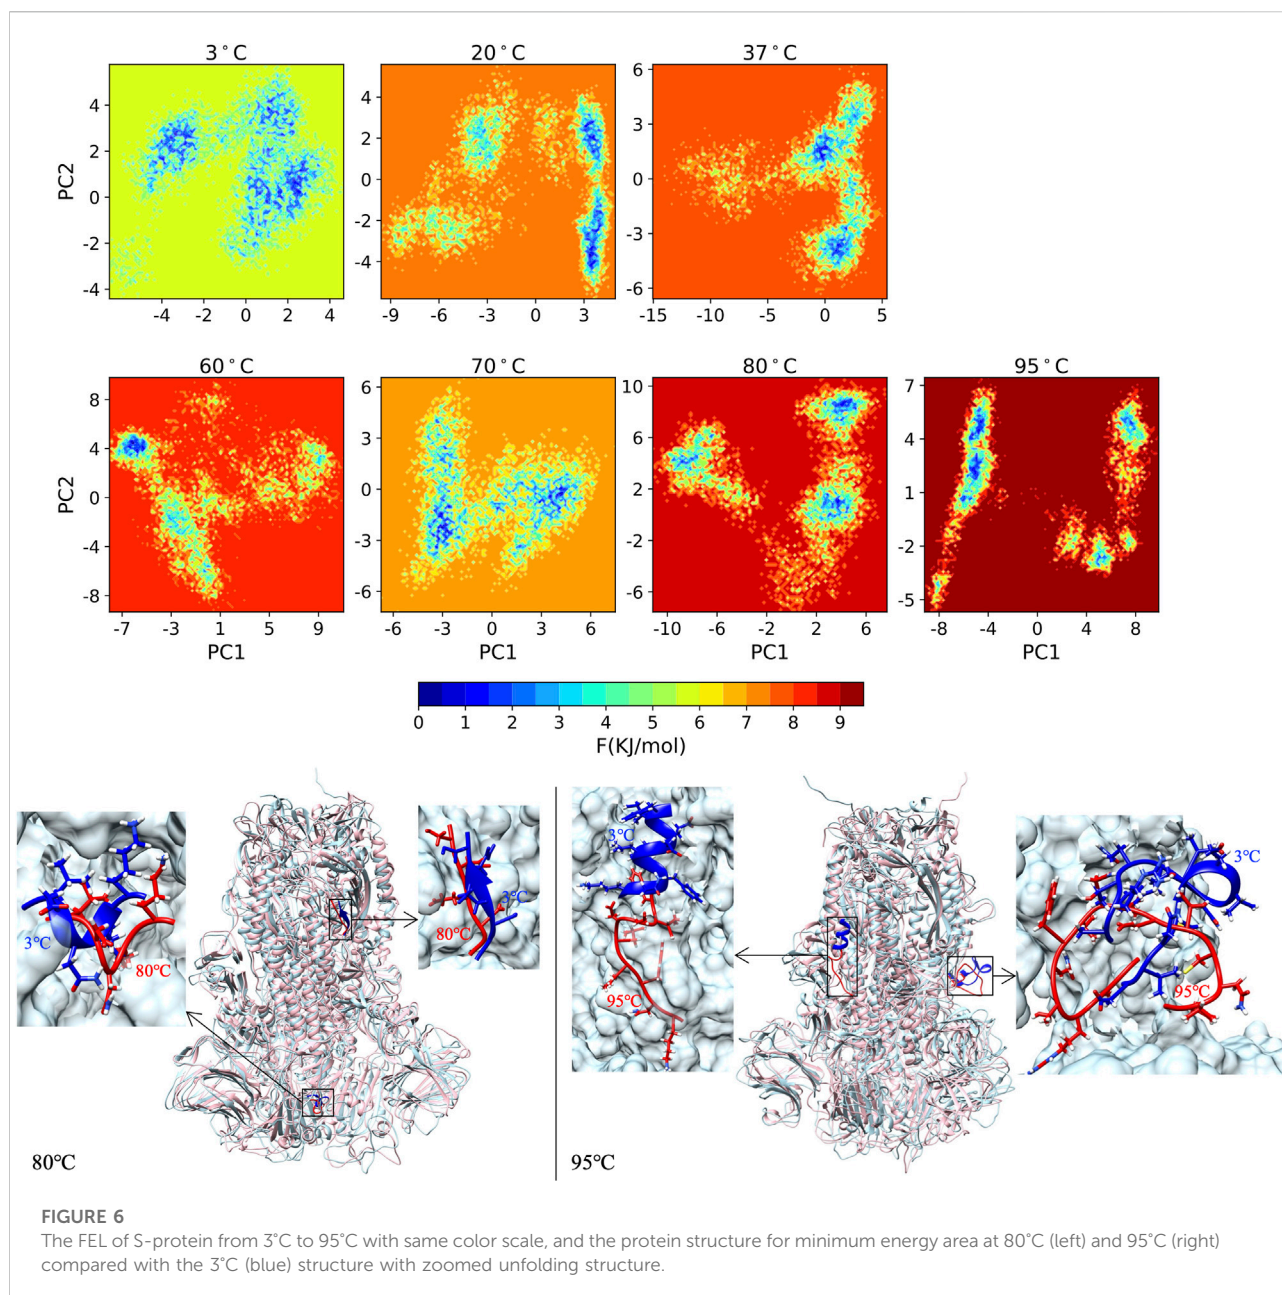 3°C
20°C
37°C
4
2
0
-2
-4
PC2
-4 -2 0 2 4
4
2
0
-2
-4
-9 -6 -3 0 3
6
3
0
-3
-6
-15 -10 -5 0 5
60°C
70°C
80°C
95°C
8
4
0
-4
-8
PC2
-7 -3 1 5 9
PC1
6
3
0
-3
-6
-6 -3 0 3 6
PC1
10
6
2
-2
-6
-10 -6 -2 2 6
PC1
7
4
1
-2
-5
-8 -4 0 4 8
PC1
0 1 2 3 4 5 6 7 8 9
F(KJ/mol)
3°C
80°C
3°C
80°C
3°C
95°C
3°C
95°C
80°C
95°C
FIGURE 6
The FEL of S-protein from 3°C to 95°C with same color scale, and the protein structure for minimum energy area at 80°C (left) and 95°C (right)
compared with the 3°C (blue) structure with zoomed unfolding structure.